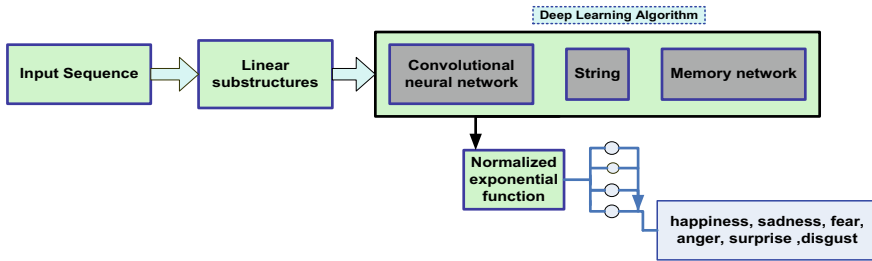 Deep Learning Algorithm
Input Sequence
Linear
substructures
Convolutional
neural network
String
Memory network
Normalized
exponential
function
happiness, sadness, fear,
anger, surprise ,disgust